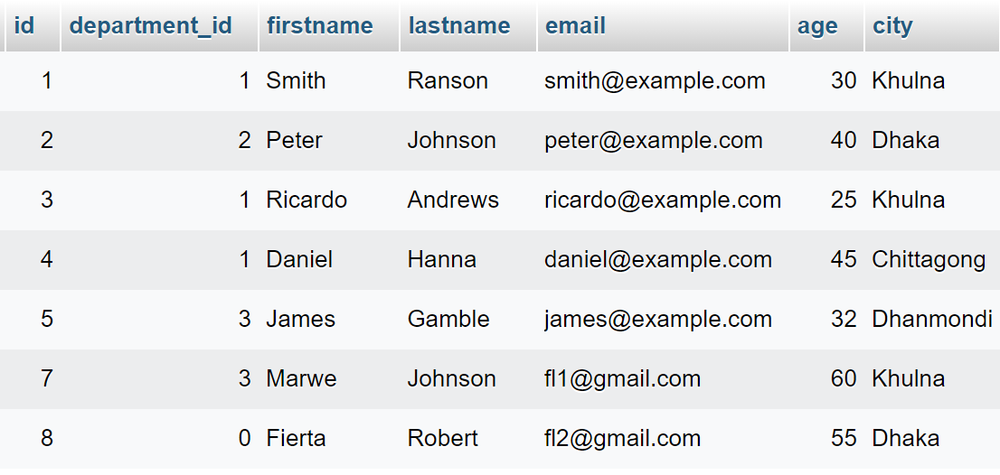 id department_id firstname lastname email age city
1 1 Smith Ranson smith@example.com 30 Khulna
2 2 Peter Johnson peter@example.com 40 Dhaka
3 1 Ricardo Andrews ricardo@example.com 25 Khulna
4 1 Daniel Hanna daniel@example.com 45 Chittagong
5 3 James Gamble james@example.com 32 Dhanmondi
7 3 Marwe Johnson fl1@gmail.com 60 Khulna
8 0 Fierta Robert fl2@gmail.com 55 Dhaka